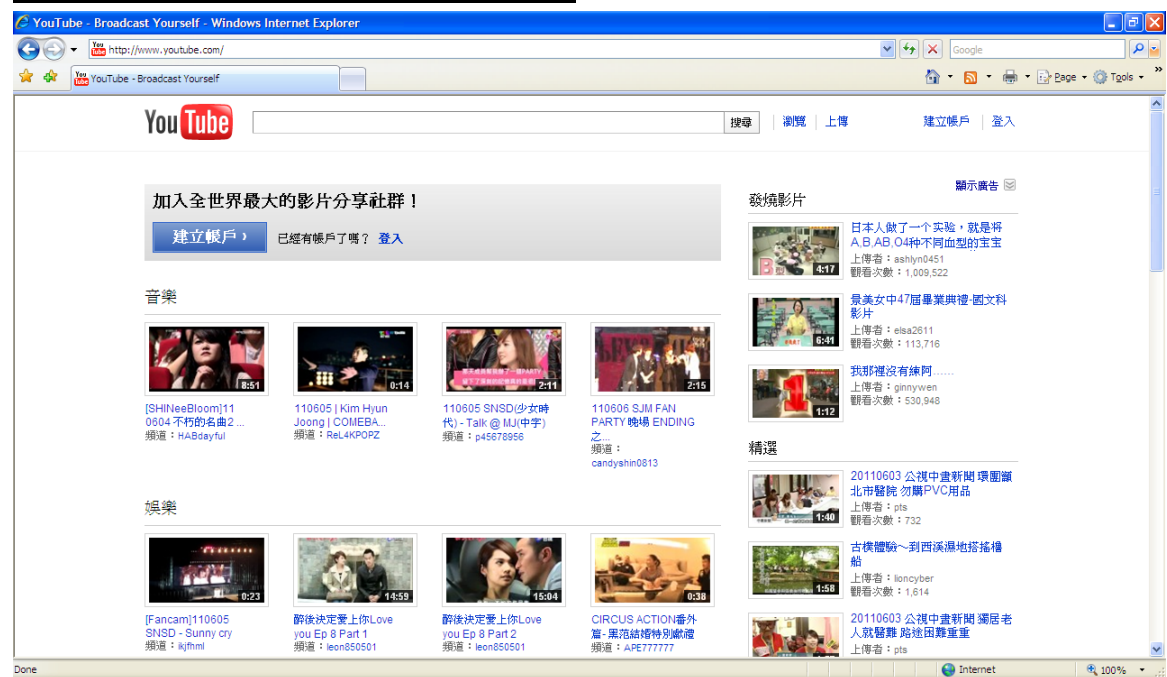 YouTube - Broadcast Yourself - Windows Internet Explorer
http://www.youtube.com/
Google
YouTube - Broadcast Yourself
Page
Tools
You Tube
搜尋
瀏覽
上傳
建立帳戶
登入
顯示廣告
加入全世界最大的影片分享社群！
建立帳戶 ›
已經有帳戶了嗎？ 登入
音樂
8:51
[SHINeeBloom]11
0604 不朽的名曲2 ...
頻道：HABdayful
0:14
110605 | Kim Hyun
Joong | COMEBA...
頻道：ReL4KPOPZ
2:11
110605 SNSD(少女時
代) - Talk @ MJ(中字)
頻道：p45678956
2:15
110606 SJM FAN
PARTY 晚場 ENDING
之...
頻道：
candyshin0813
娛樂
0:23
[Fancam]110605
SNSD - Sunny cry
頻道：ikjfhml
14:59
醉後決定愛上你Love
you Ep 8 Part 1
頻道：leon850501
15:04
醉後決定愛上你Love
you Ep 8 Part 2
頻道：leon850501
0:38
CIRCUS ACTION番外
篇- 黑范結婚特別獻禮
頻道：APE777777
發燒影片
4:17
日本人做了一个实验，就是将
A,B,AB,O4种不同血型的宝宝
上傳者：ashlyn0451
觀看次數：1,009,522
6:41
景美女中47屆畢業典禮-國文科
影片
上傳者：elsa2611
觀看次數：113,716
1:12
我那裡沒有練阿......
上傳者：ginnywen
觀看次數：530,948
精選
1:40
20110603 公視中晝新聞 環團籲
北市醫院 勿購PVC用品
上傳者：pts
觀看次數：732
1:58
古樸體驗～到西溪濕地搭搖櫓
船
上傳者：lioncyber
觀看次數：1,614
20110603 公視中晝新聞 獨居老
人就醫難 路途困難重重
上傳者：pts
Done
Internet
100%